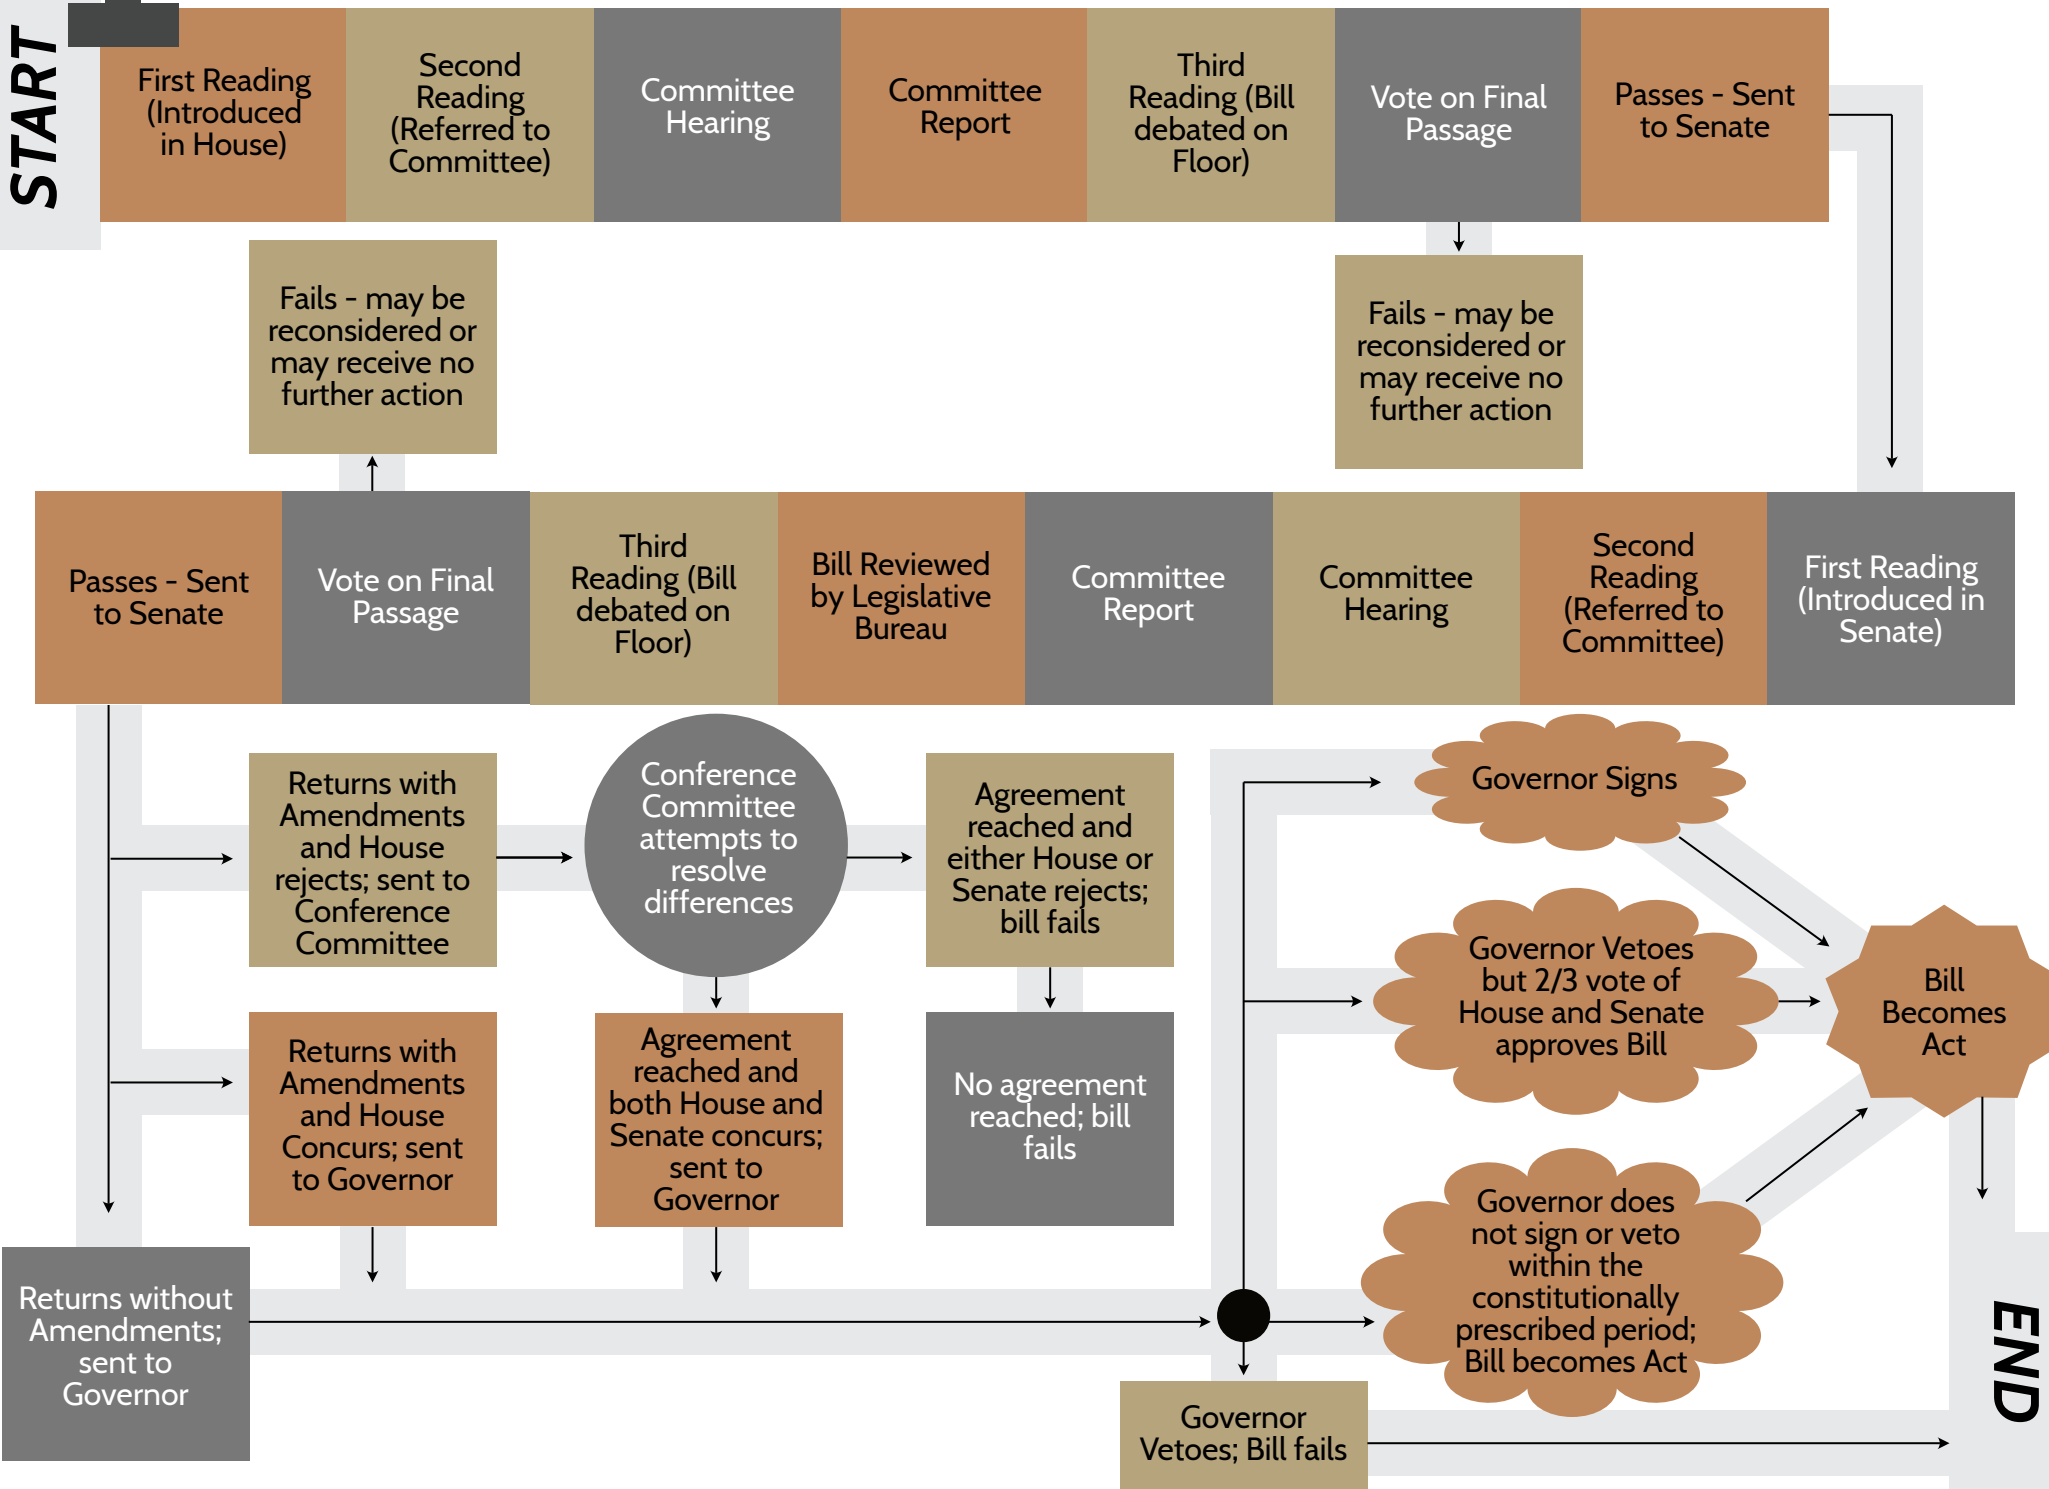 START
First Reading
(Introduced
in House)
Second
Reading
(Referred to
Committee)
Committee
Hearing
Committee
Report
Third
Reading (Bill
debated on
Floor)
Vote on Final
Passage
Passes - Sent
to Senate
Fails - may be
reconsidered or
may receive no
further action
Fails - may be
reconsidered or
may receive no
further action
Passes - Sent
to Senate
Vote on Final
Passage
Third
Reading (Bill
debated on
Floor)
Bill Reviewed
by Legislative
Bureau
Committee
Report
Committee
Hearing
Second
Reading
(Referred to
Committee)
First Reading
(Introduced in
Senate)
Returns with
Amendments
and House
rejects; sent to
Conference
Committee
Conference
Committee
attempts to
resolve
differences
Agreement
reached and
either House or
Senate rejects;
bill fails
Governor Signs
Governor Vetoes
but 2/3 vote of
House and Senate
approves Bill
Bill
Becomes
Act
Returns with
Amendments
and House
Concurs; sent
to Governor
Agreement
reached and
both House and
Senate concurs;
sent to
Governor
No agreement
reached; bill
fails
Governor does
not sign or veto
within the
constitutionally
prescribed period;
Bill becomes Act
Returns without
Amendments;
sent to
Governor
Governor
Vetoes; Bill fails
END